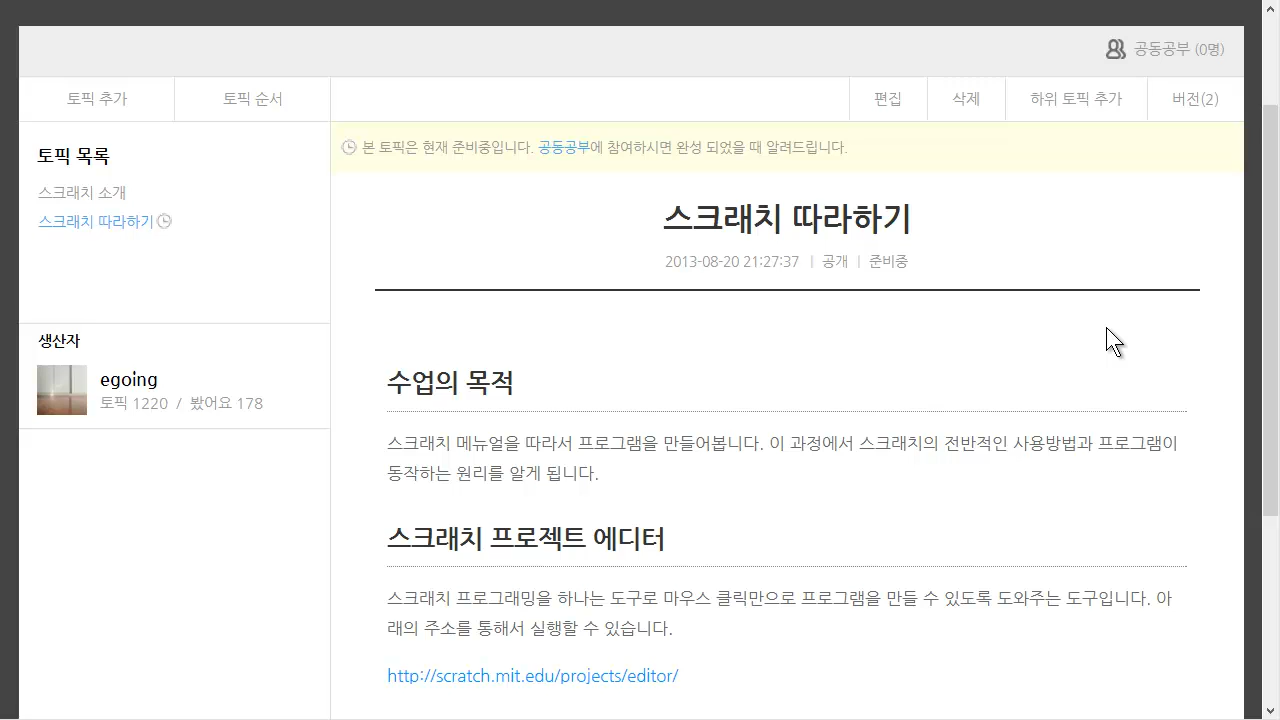 공동공부 (0명)
토픽 추가
토픽 순서
편집
삭제
하위 토픽 추가
버전(2)
토픽 목록
스크래치 소개
스크래치 따라하기
생산자
egoing
토픽 1220 / 봤어요 178
본 토픽은 현재 준비중입니다. 공동공부에 참여하시면 완성 되었을 때 알려드립니다.
스크래치 따라하기
2013-08-20 21:27:37 | 공개 | 준비중
수업의 목적
스크래치 메뉴얼을 따라서 프로그램을 만들어봅니다. 이 과정에서 스크래치의 전반적인 사용방법과 프로그램이
동작하는 원리를 알게 됩니다.
스크래치 프로젝트 에디터
스크래치 프로그래밍을 하나는 도구로 마우스 클릭만으로 프로그램을 만들 수 있도록 도와주는 도구입니다. 아
래의 주소를 통해서 실행할 수 있습니다.
http://scratch.mit.edu/projects/editor/